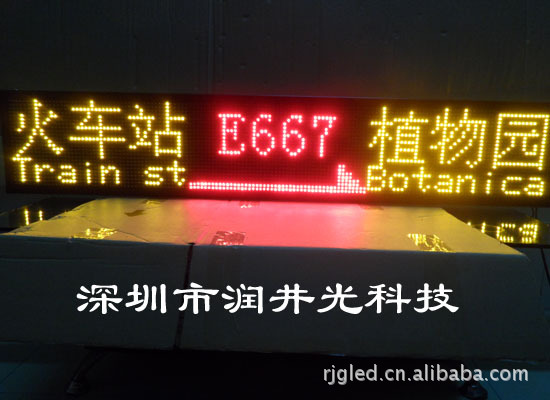 火车站 E667 植物园
Train st Botanica
深圳市润井光科技
rjgled.cn.alibaba.com